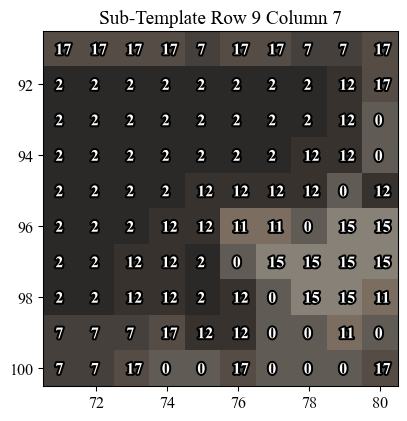 Sub-Template Row 9 Column 7
17 17 17 17 7 17 17 7 7 17
92 2 2 2 2 2 2 2 2 12 17
2 2 2 2 2 2 2 2 12 0
94 2 2 2 2 2 2 2 12 12 0
2 2 2 2 12 12 12 12 0 12
96 2 2 2 12 12 11 11 0 15 15
2 2 12 12 2 0 15 15 15 15
98 2 2 12 12 2 12 0 15 15 11
7 7 7 17 12 12 0 0 11 0
100 7 7 17 0 0 17 0 0 0 17
72 74 76 78 80